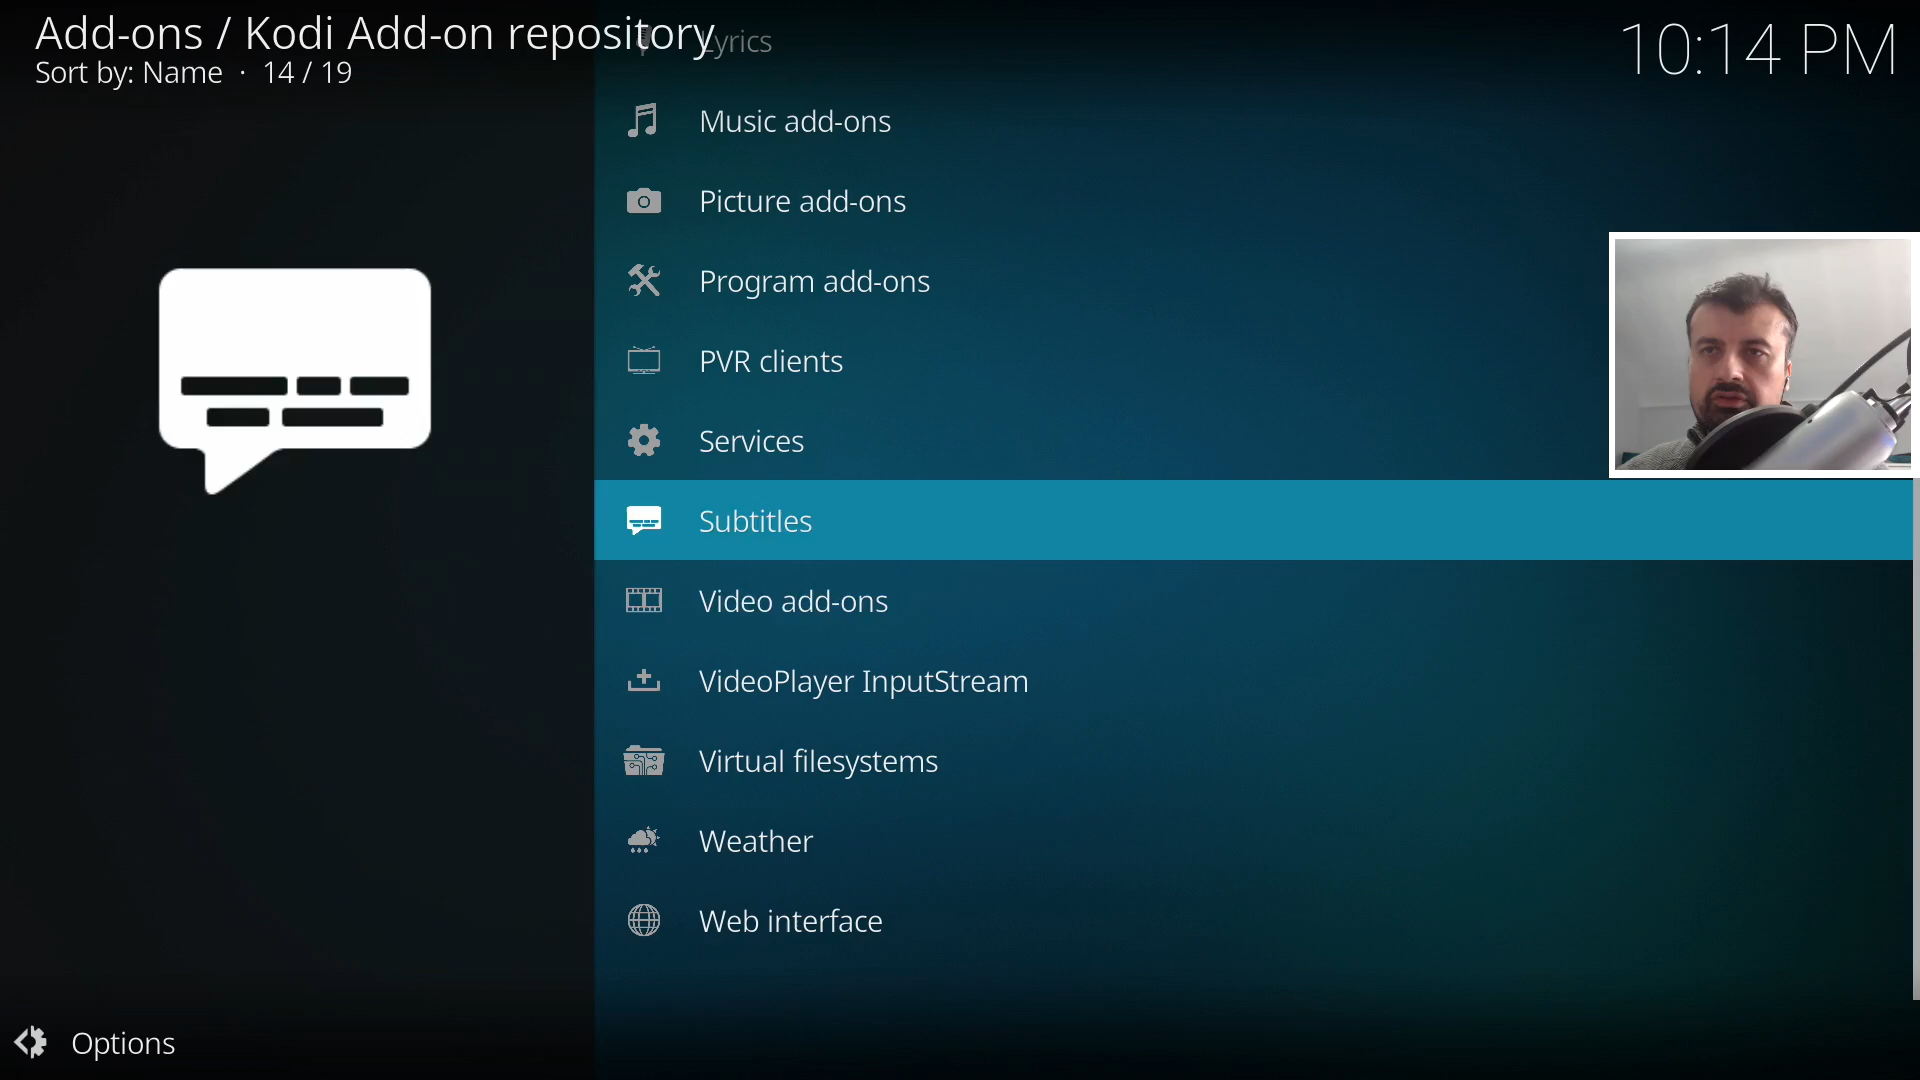 Add-ons / Kodi Add-on repository
Sort by: Name · 14 / 19
10:14 PM
Lyrics
Music add-ons
Picture add-ons
Program add-ons
PVR clients
Services
Subtitles
Video add-ons
VideoPlayer InputStream
Virtual filesystems
Weather
Web interface
Options